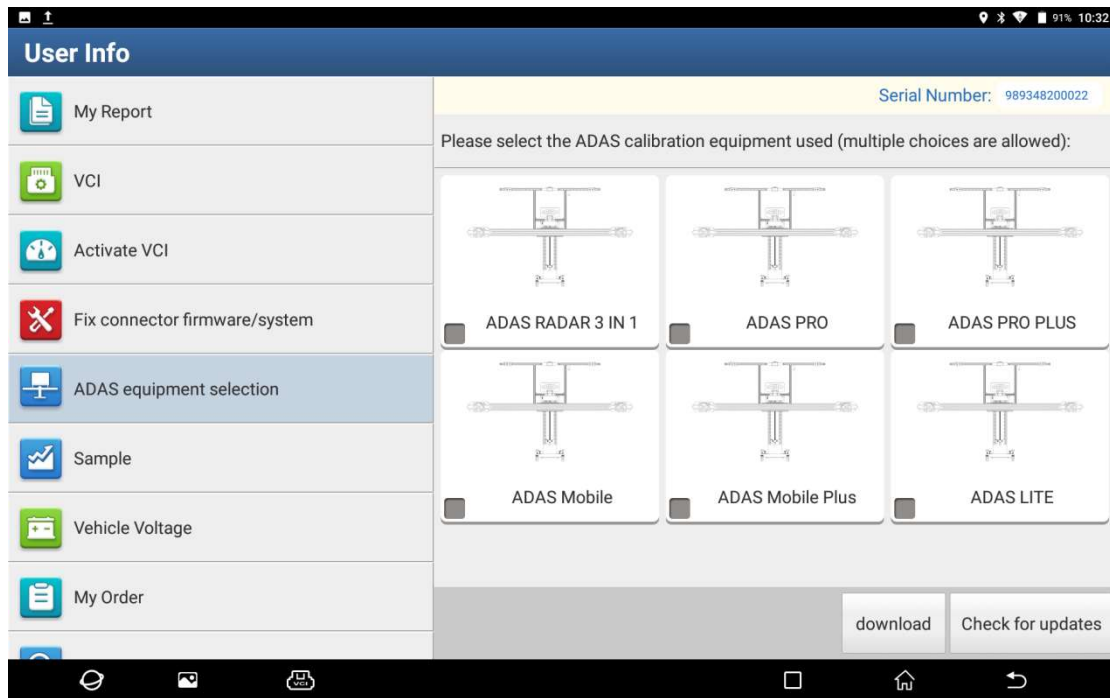 91% 10:32
User Info
My Report
VCI
Activate VCI
Fix connector firmware/system
ADAS equipment selection
Sample
Vehicle Voltage
My Order
Serial Number: 989348200022
Please select the ADAS calibration equipment used (multiple choices are allowed):
ADAS RADAR 3 IN 1
ADAS PRO
ADAS PRO PLUS
ADAS Mobile
ADAS Mobile Plus
ADAS LITE
download
Check for updates
VCI